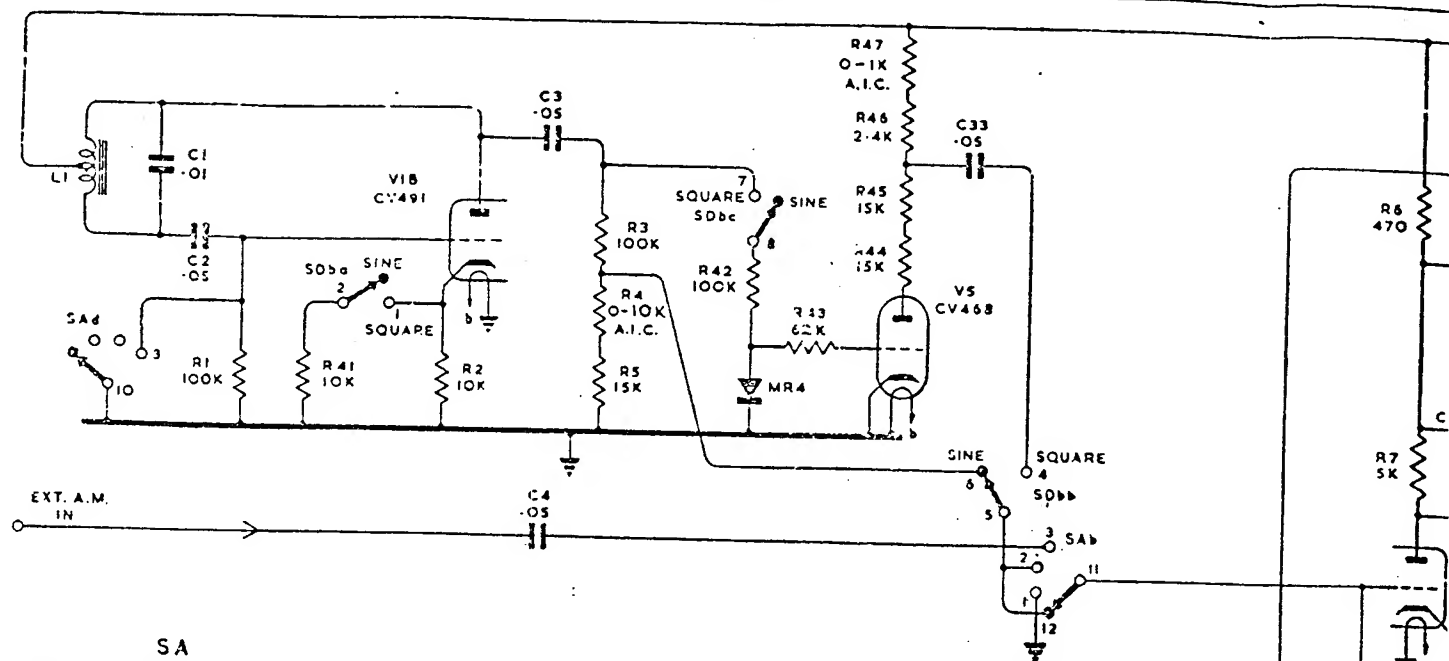 R47
0-1K
A.I.C.
R46
2.4K
C3
.05
C33
.05
C1
.01
L1
V1B
CV491
7
SQUARE
SDbc
SINE
8
R45
15K
R6
470
R3
100K
C2
.05
SDba
SINE
2
1
SQUARE
b
R42
100K
R44
15K
V5
CV468
R4
0-10K
A.I.C.
R43
62K
SAd
3
10
R1
100K
R41
10K
R2
10K
R5
15K
MR4
b
C
SINE
6
SQUARE
4
SDbb
R7
5K
5
EXT. A.M.
IN
C4
.05
3
SAb
2
11
1
12
SA